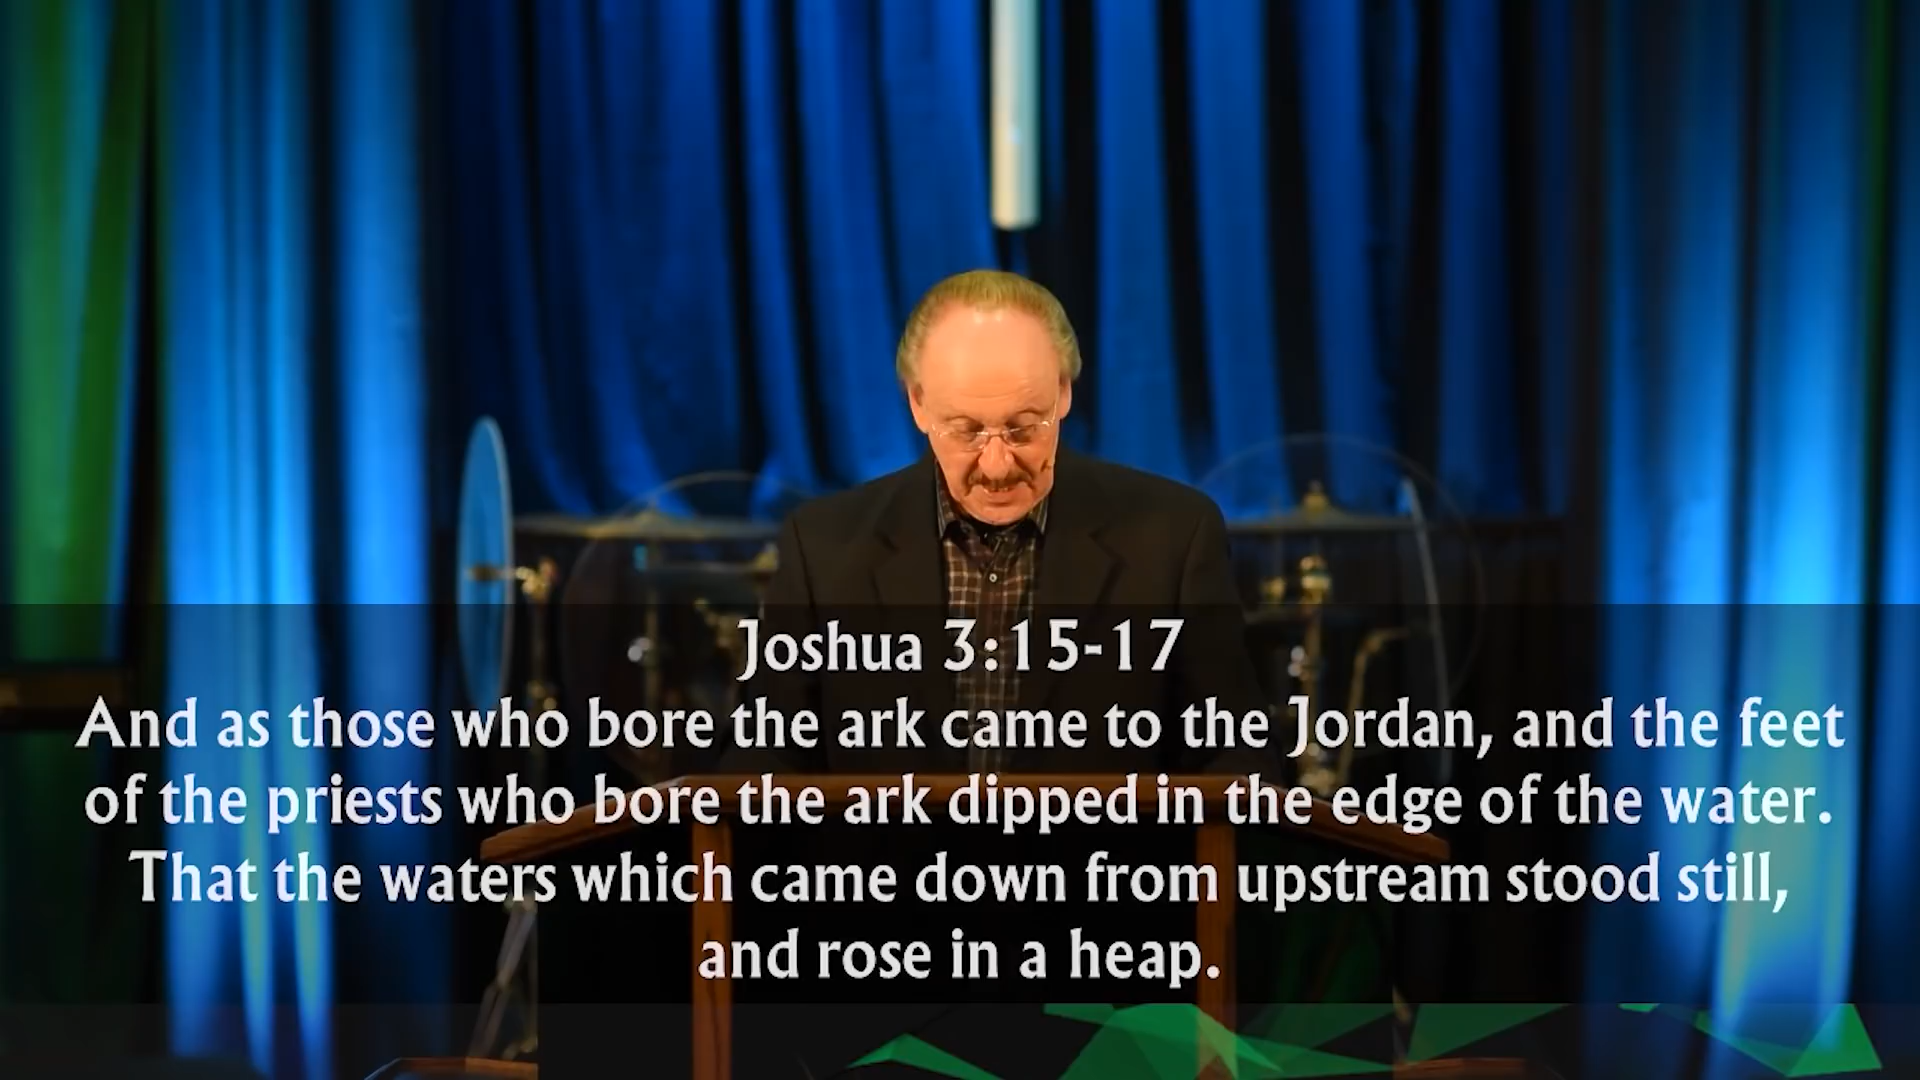 Joshua 3:15-17
And as those who bore the ark came to the Jordan, and the feet
of the priests who bore the ark dipped in the edge of the water.
That the waters which came down from upstream stood still,
and rose in a heap.